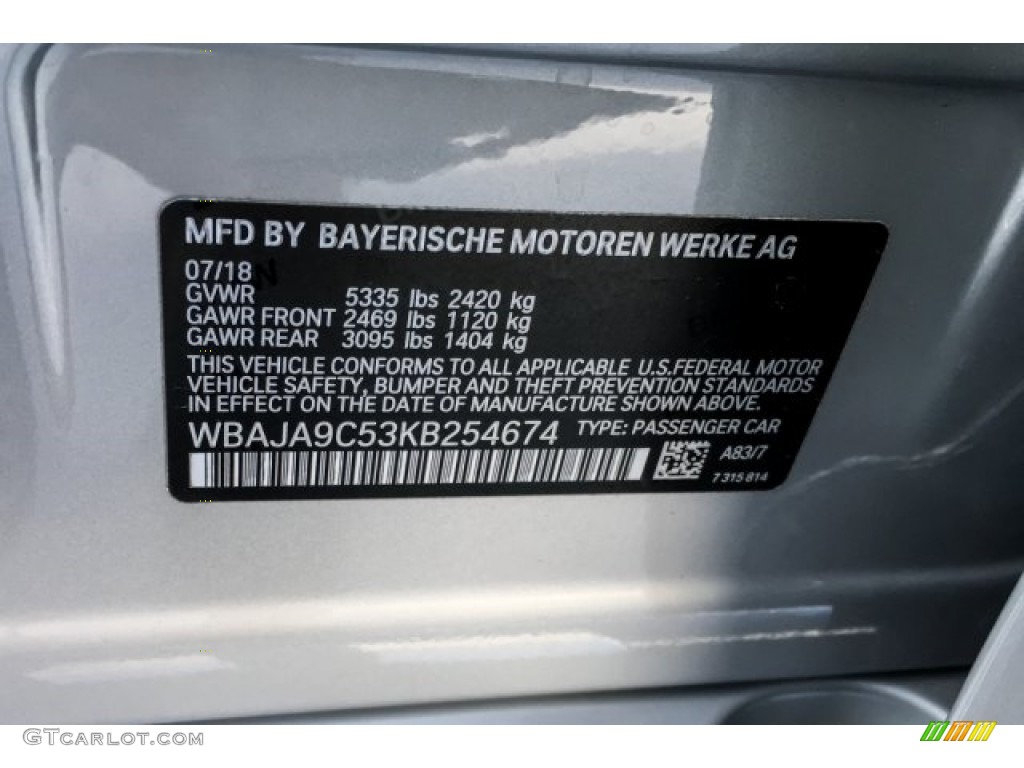 MFD BY BAYERISCHE MOTOREN WERKE AG
07/18
GVWR 5335 lbs 2420 kg
GAWR FRONT 2469 lbs 1120 kg
GAWR REAR 3095 lbs 1404 kg
THIS VEHICLE CONFORMS TO ALL APPLICABLE U.S.FEDERAL MOTOR
VEHICLE SAFETY, BUMPER AND THEFT PREVENTION STANDARDS
IN EFFECT ON THE DATE OF MANUFACTURE SHOWN ABOVE.
WBAJA9C53KB254674 TYPE: PASSENGER CAR
A83/7
7 315 814
GTCarLot.com